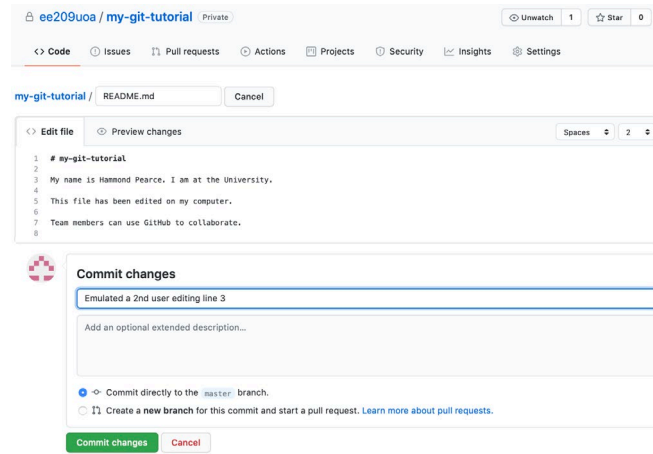 ee209uoa / my-git-tutorial Private
Unwatch 1 Star 0
Code Issues Pull requests Actions Projects Security Insights Settings
my-git-tutorial / README.md Cancel
<> Edit file Preview changes Spaces 2
1 # my-git-tutorial
2
3 My name is Hammond Pearce. I am at the University.
4
5 This file has been edited on my computer.
6
7 Team members can use GitHub to collaborate.
8
Commit changes
Emulated a 2nd user editing line 3
Add an optional extended description...
Commit directly to the master branch.
Create a new branch for this commit and start a pull request. Learn more about pull requests.
Commit changes Cancel